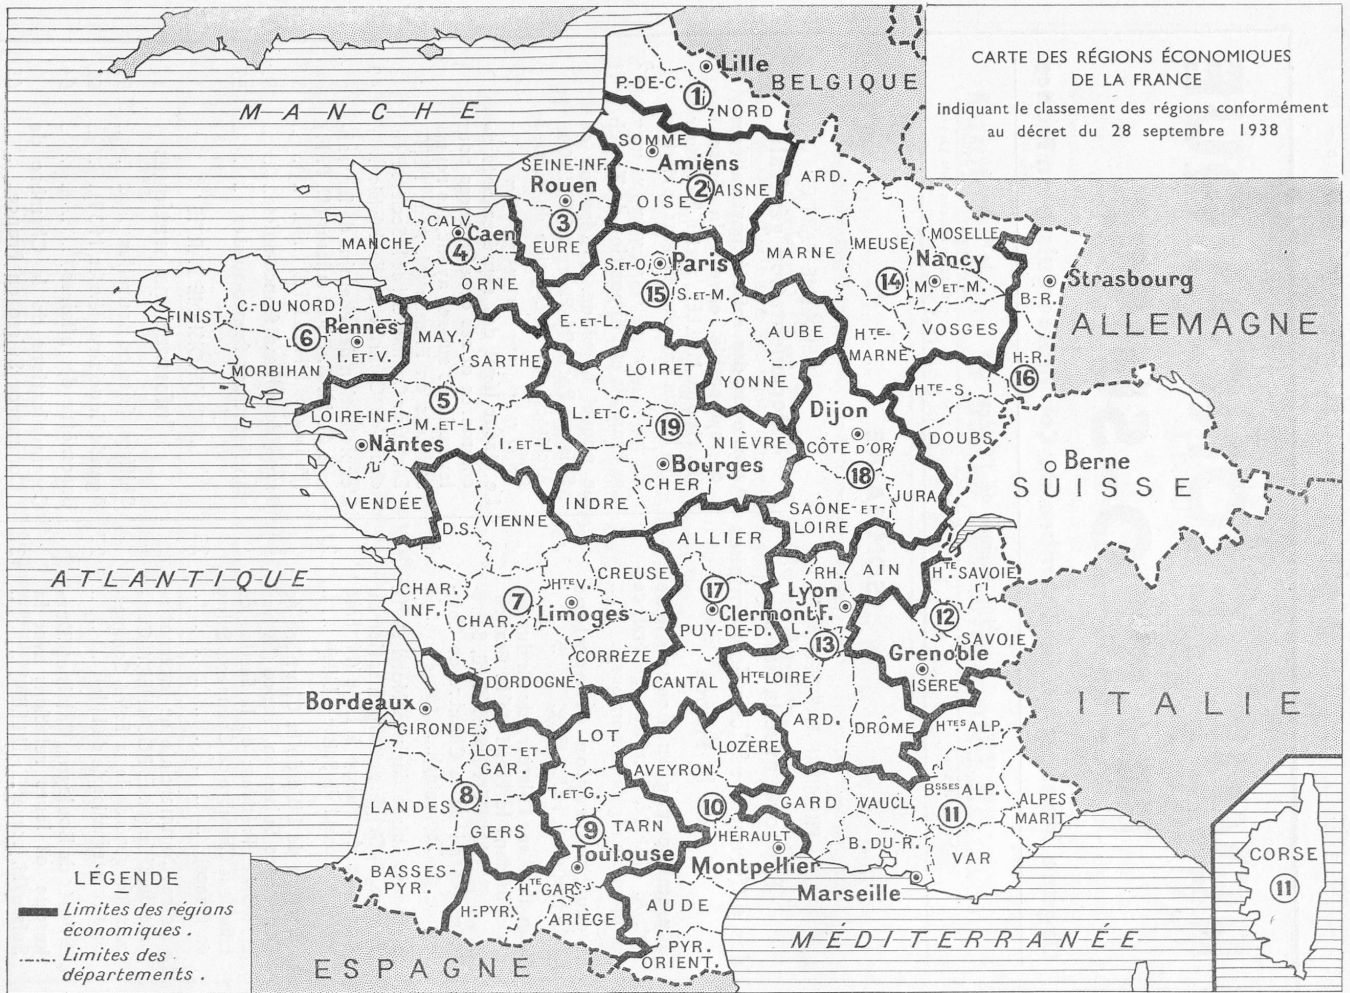 CARTE DES RÉGIONS ÉCONOMIQUES
DE LA FRANCE
indiquant le classement des régions conformément
au décret du 28 septembre 1938
MANCHE
BELGIQUE
Lille
P.-DE-C.
1
NORD
SOMME
Amiens
2
AISNE
OISE
SEINE-INF.
Rouen
3
EURE
ARD.
MARNE
MEUSE
MOSELLE
Nancy
14
M.-ET-M.
Strasbourg
B.-R.
ALLEMAGNE
CALV.
Caen
4
MANCHE
ORNE
S.ET-O.
Paris
15
S.ET-M.
E.ET-L.
AUBE
HTE-
MARNE
VOSGES
H.-R.
16
FINIST.
C.-DU NORD
6
Rennes
I.ET-V.
MORBIHAN
MAY.
SARTHE
LOIRET
YONNE
HTE-S.
5
LOIRE-INF.
M.ET-L.
I.ET-L.
Nantes
VENDÉE
L.ET-C.
19
NIÈVRE
Bourges
CHER
INDRE
Dijon
CÔTE D'OR
18
DOUBS
JURA
SAÔNE-ET-
LOIRE
Berne
SUISSE
ATLANTIQUE
D.S.
VIENNE
ALLIER
CHAR.
INF.
CHAR.
7
HTE V.
Limoges
CREUSE
CORRÈZE
DORDOGNE
17
Clermont F.
PUY-DE-D.
CANTAL
RH.
AIN
Lyon
L.
13
HTE SAVOIE
12
SAVOIE
Grenoble
ISÈRE
HTE LOIRE
ARD.
DRÔME
HTES ALP.
ITALIE
Bordeaux
GIRONDE
LOT-ET-
GAR.
LANDES
8
GERS
BASSES-
PYR.
LOT
T.ET-G.
9
TARN
Toulouse
HTE GAR.
H.-PYR.
ARIÈGE
AVEYRON
LOZÈRE
10
HÉRAULT
Montpellier
GARD
VAUCL.
BSSES ALP.
11
ALPES
MARIT.
B.DU-R.
VAR
Marseille
AUDE
PYR.
ORIENT.
MÉDITERRANÉE
ESPAGNE
CORSE
11
LÉGENDE
Limites des régions
économiques.
Limites des
départements.